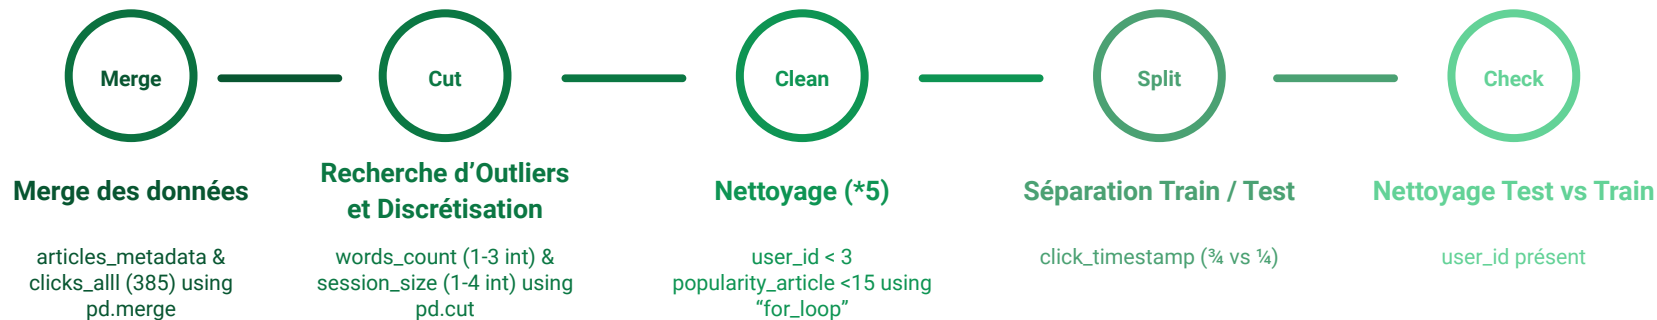 Merge
Cut
Clean
Split
Check
Merge des données
Recherche d’Outliers
et Discrétisation
Nettoyage (*5)
Séparation Train / Test
Nettoyage Test vs Train
articles_metadata &
clicks_alll (385) using
pd.merge
words_count (1-3 int) &
session_size (1-4 int) using
pd.cut
user_id < 3
popularity_article <15 using
“for_loop”
click_timestamp (¾ vs ¼)
user_id présent